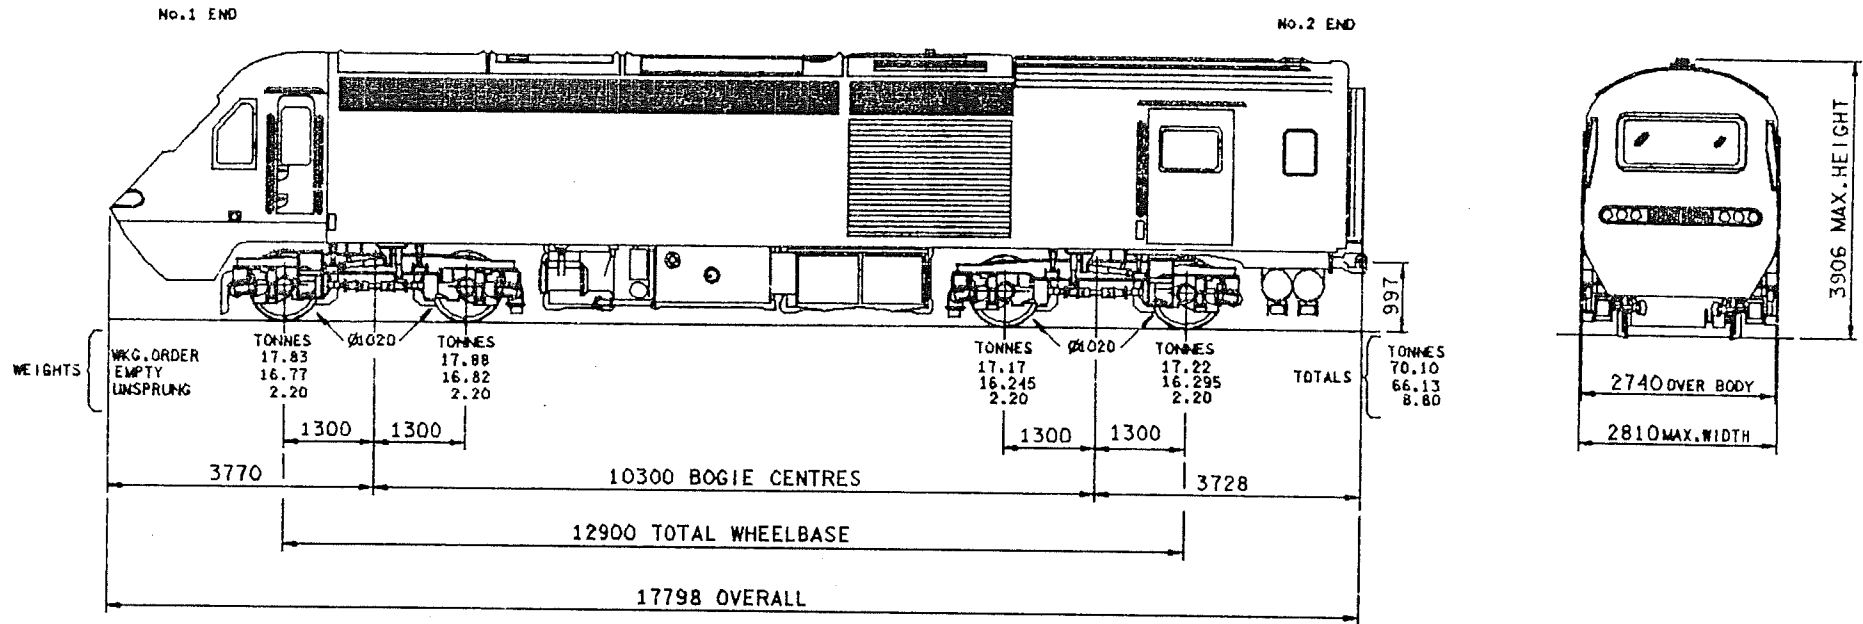 No.1 END
No.2 END
WEIGHTS
WKG.ORDER
EMPTY
UNSPRUNG
TONNES
17.83
16.77
2.20
Ø1020
TONNES
17.88
16.82
2.20
TONNES
17.17
16.245
2.20
Ø1020
TONNES
17.22
16.295
2.20
TOTALS
TONNES
70.10
66.13
8.80
997
1300
1300
1300
1300
3770
10300 BOGIE CENTRES
3728
12900 TOTAL WHEELBASE
17798 OVERALL
3906 MAX.HEIGHT
2740 OVER BODY
2810 MAX.WIDTH